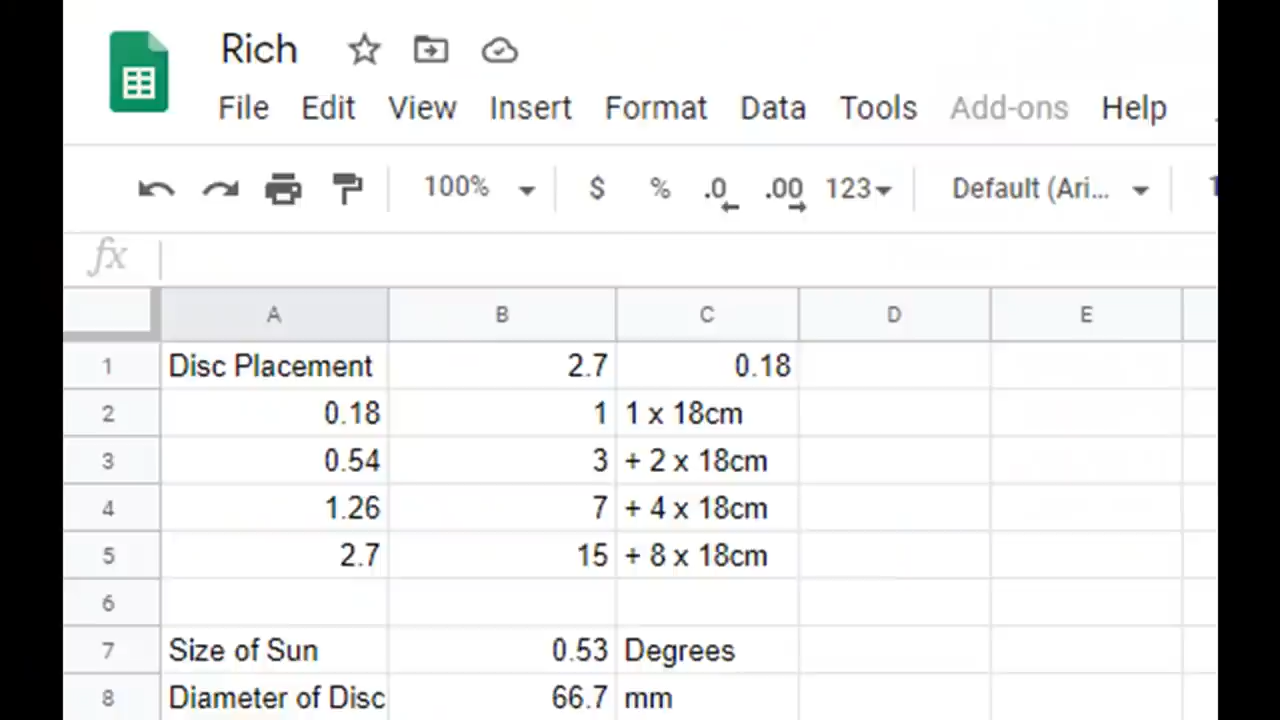 Rich
File Edit View Insert Format Data Tools Add-ons Help
100% $ % .0 .00 123 Default (Ari...
fx
A B C D E
1 Disc Placement 2.7 0.18
2 0.18 1 1 x 18cm
3 0.54 3 + 2 x 18cm
4 1.26 7 + 4 x 18cm
5 2.7 15 + 8 x 18cm
6
7 Size of Sun 0.53 Degrees
8 Diameter of Disc 66.7 mm